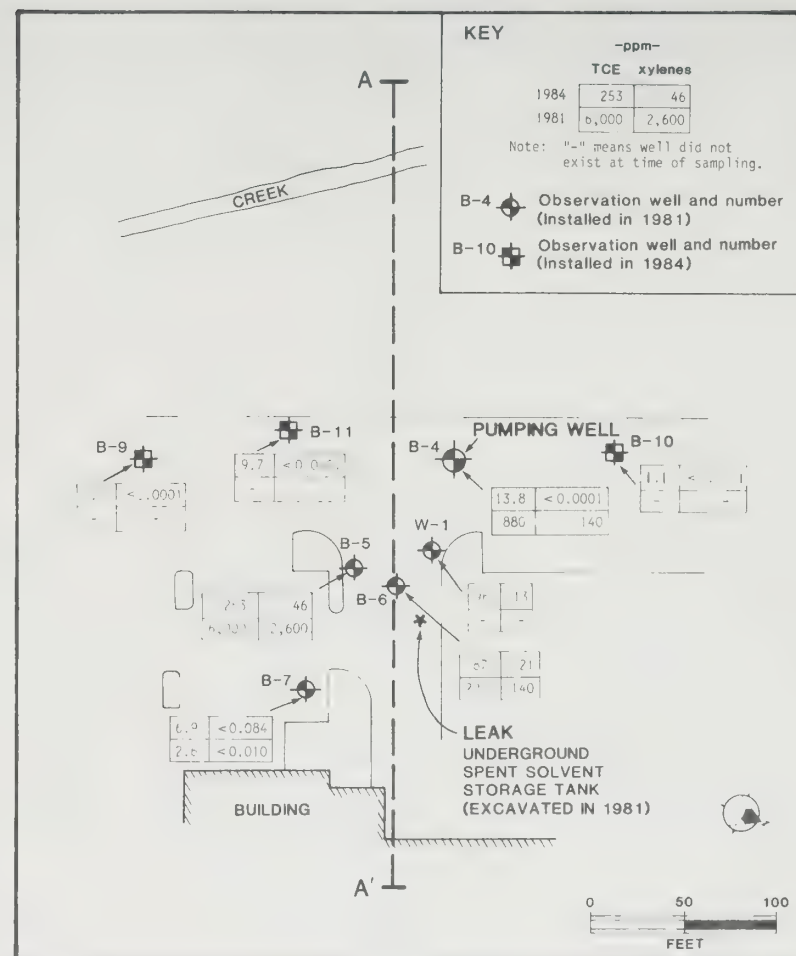 KEY
-ppm-
TCE xylenes
1984 253 46
1981 6,000 2,600
Note: "-" means well did not
exist at time of sampling.
B-4 Observation well and number
(Installed in 1981)
B-10 Observation well and number
(Installed in 1984)
A
CREEK
B-9
<.0001
- -
B-11
9.7
- -
PUMPING WELL
B-4
13.8 <0.0001
880 140
B-10
- -
W-1
13
- -
B-5
46
2,600
B-6
21
140
B-7
<0.084
2.6 <0.010
LEAK
UNDERGROUND
SPENT SOLVENT
STORAGE TANK
(EXCAVATED IN 1981)
BUILDING
A'
0 50 100
FEET